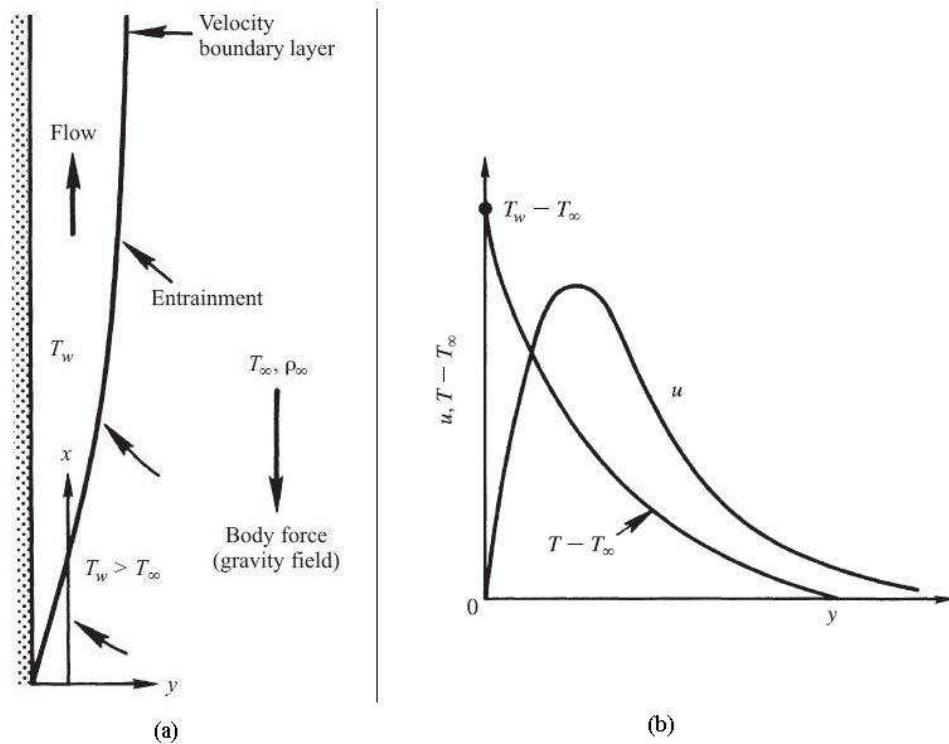 Velocity
boundary layer
Flow
Entrainment
T_w
T_∞, ρ_∞
x
Body force
(gravity field)
T_w > T_∞
y
(a)
T_w − T_∞
u, T − T_∞
u
T − T_∞
0
y
(b)